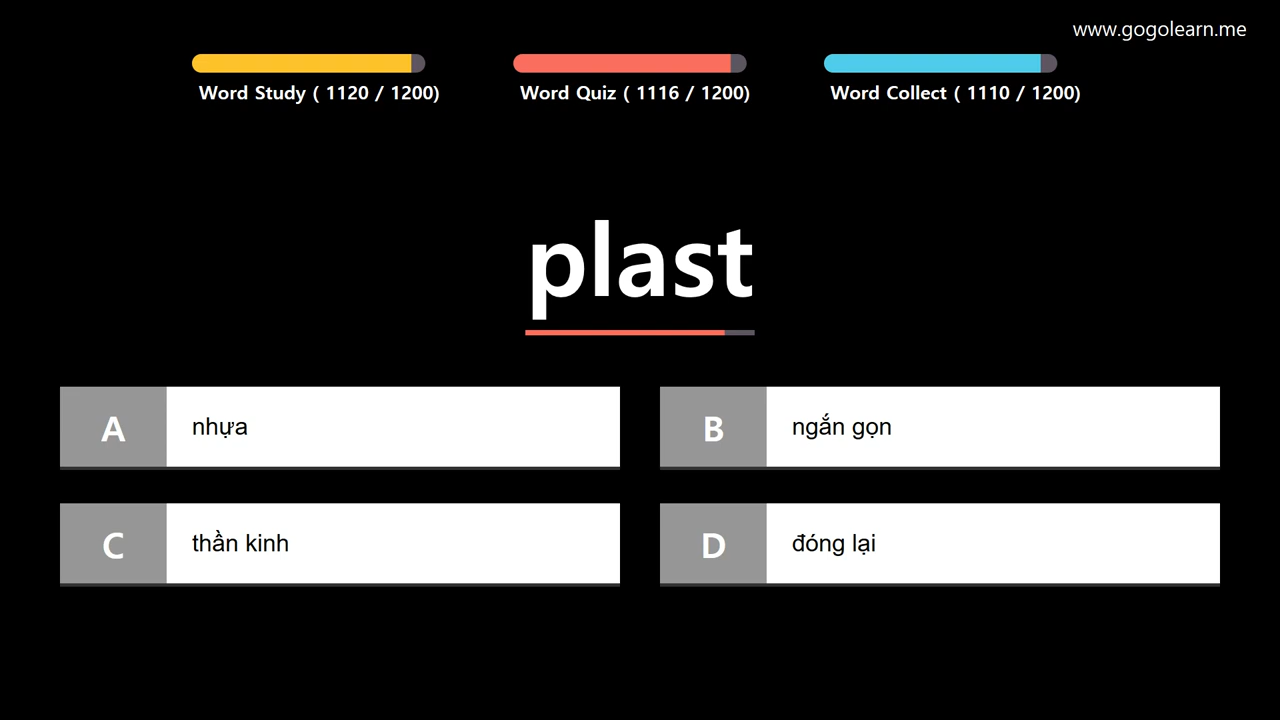 www.gogolearn.me
Word Study ( 1120 / 1200)
Word Quiz ( 1116 / 1200)
Word Collect ( 1110 / 1200)
plast
A nhựa
B ngắn gọn
C thần kinh
D đóng lại